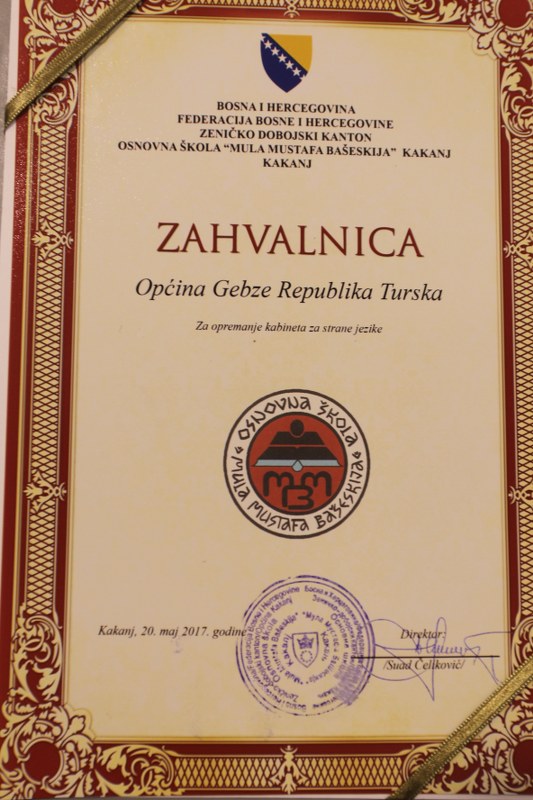 BOSNA I HERCEGOVINA
FEDERACIJA BOSNE I HERCEGOVINE
ZENIČKO DOBOJSKI KANTON
OSNOVNA ŠKOLA “MULA MUSTAFA BAŠESKIJA” KAKANJ
KAKANJ
ZAHVALNICA
Općina Gebze Republika Turska
Za opremanje kabineta za strane jezike
OSNOVNA ŠKOLA
MULA MUSTAFA BAŠESKIJA
MBM
Kakanj, 20. maj 2017. godine
Direktor:
/Suad Čeliković/